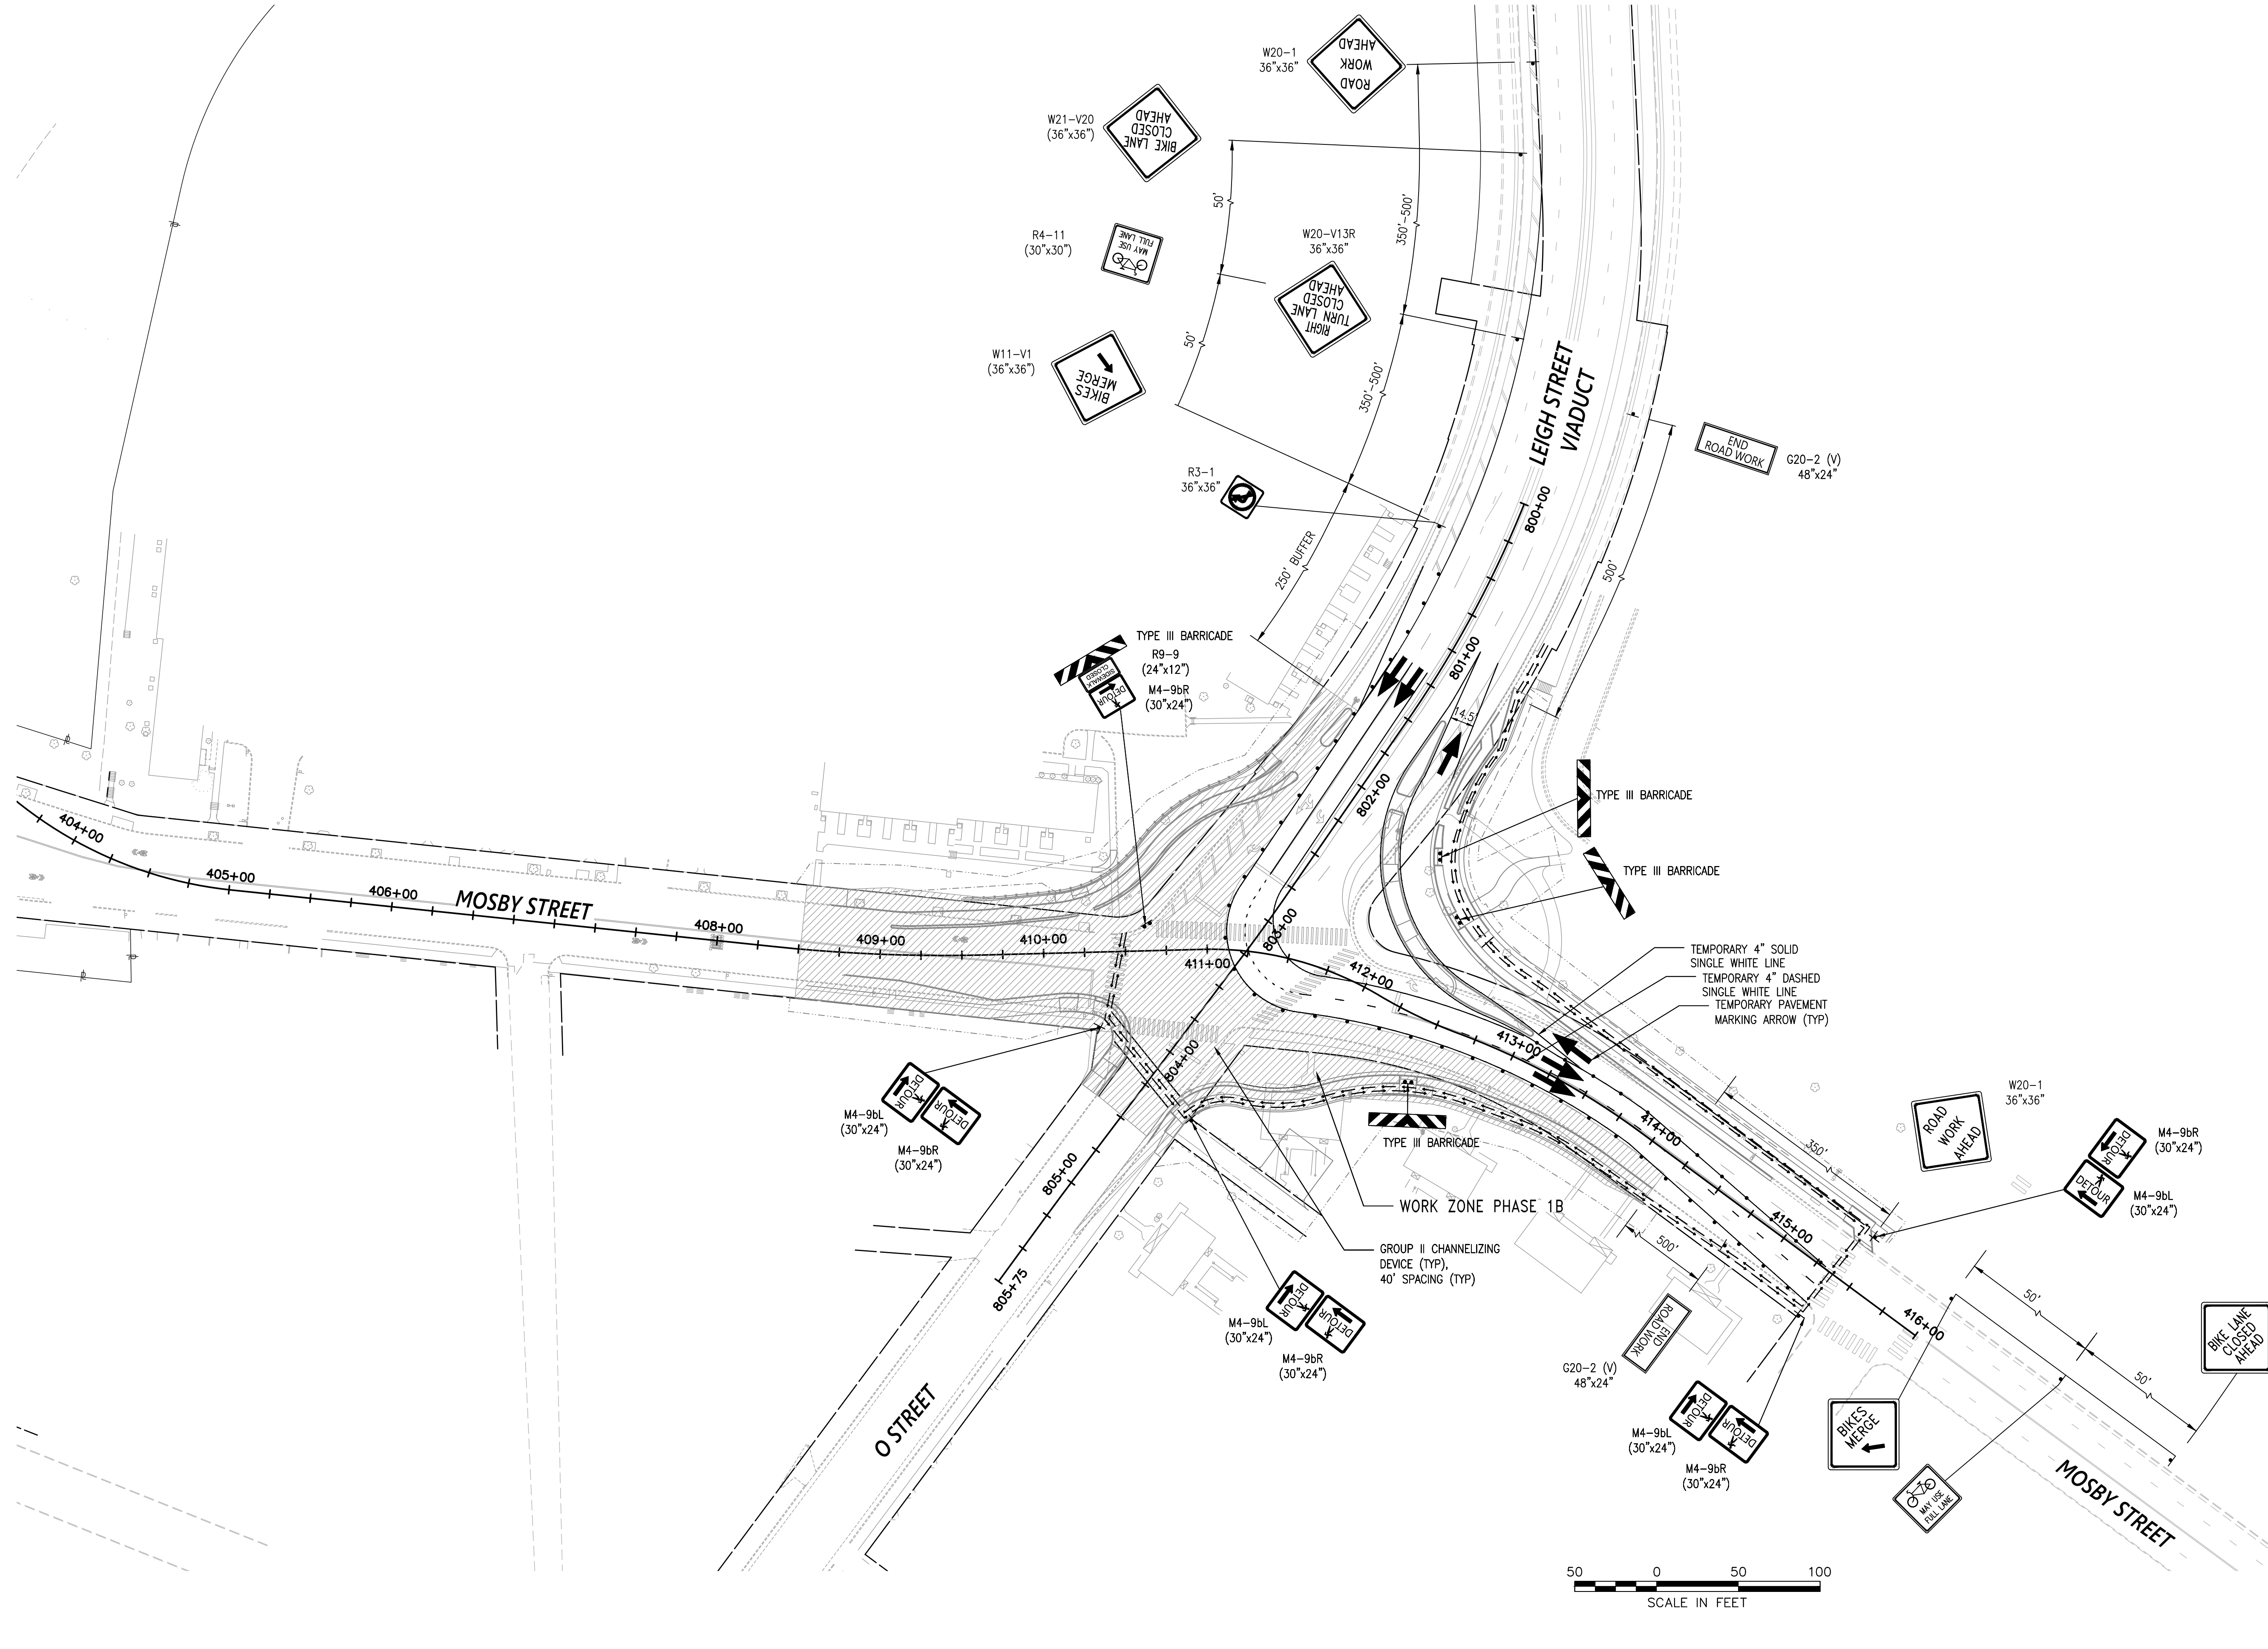 W20-1
36"x36"
ROAD
WORK
AHEAD
W21-V20
(36"x36")
BIKE LANE
CLOSED
AHEAD
50'
350'-500'
R4-11
(30"x30")
MAY USE
FULL LANE
W20-V13R
36"x36"
RIGHT
TURN LANE
CLOSED
AHEAD
50'
350'-500'
W11-V1
(36"x36")
BIKES
MERGE
LEIGH STREET
VIADUCT
END
ROAD WORK
G20-2 (V)
48"x24"
R3-1
36"x36"
800+00
250' BUFFER
500'
TYPE III BARRICADE
R9-9
(24"x12")
SIDEWALK
CLOSED
M4-9bR
(30"x24")
DETOUR
801+00
14.5
802+00
TYPE III BARRICADE
TYPE III BARRICADE
404+00
405+00
406+00
MOSBY STREET
408+00
409+00
410+00
411+00
803+00
412+00
TEMPORARY 4" SOLID
SINGLE WHITE LINE
TEMPORARY 4" DASHED
SINGLE WHITE LINE
TEMPORARY PAVEMENT
MARKING ARROW (TYP)
413+00
804+00
DETOUR
DETOUR
M4-9bL
(30"x24")
M4-9bR
(30"x24")
TYPE III BARRICADE
414+00
350'
W20-1
36"x36"
ROAD
WORK
AHEAD
DETOUR
M4-9bR
(30"x24")
DETOUR
M4-9bL
(30"x24")
805+00
WORK ZONE PHASE 1B
415+00
GROUP II CHANNELIZING
DEVICE (TYP),
40' SPACING (TYP)
500'
805+75
DETOUR
DETOUR
M4-9bL
(30"x24")
M4-9bR
(30"x24")
END
ROAD WORK
G20-2 (V)
48"x24"
416+00
50'
50'
BIKE LANE
CLOSED
AHEAD
O STREET
DETOUR
DETOUR
M4-9bL
(30"x24")
M4-9bR
(30"x24")
BIKES
MERGE
MAY USE
FULL LANE
MOSBY STREET
50 0 50 100
SCALE IN FEET